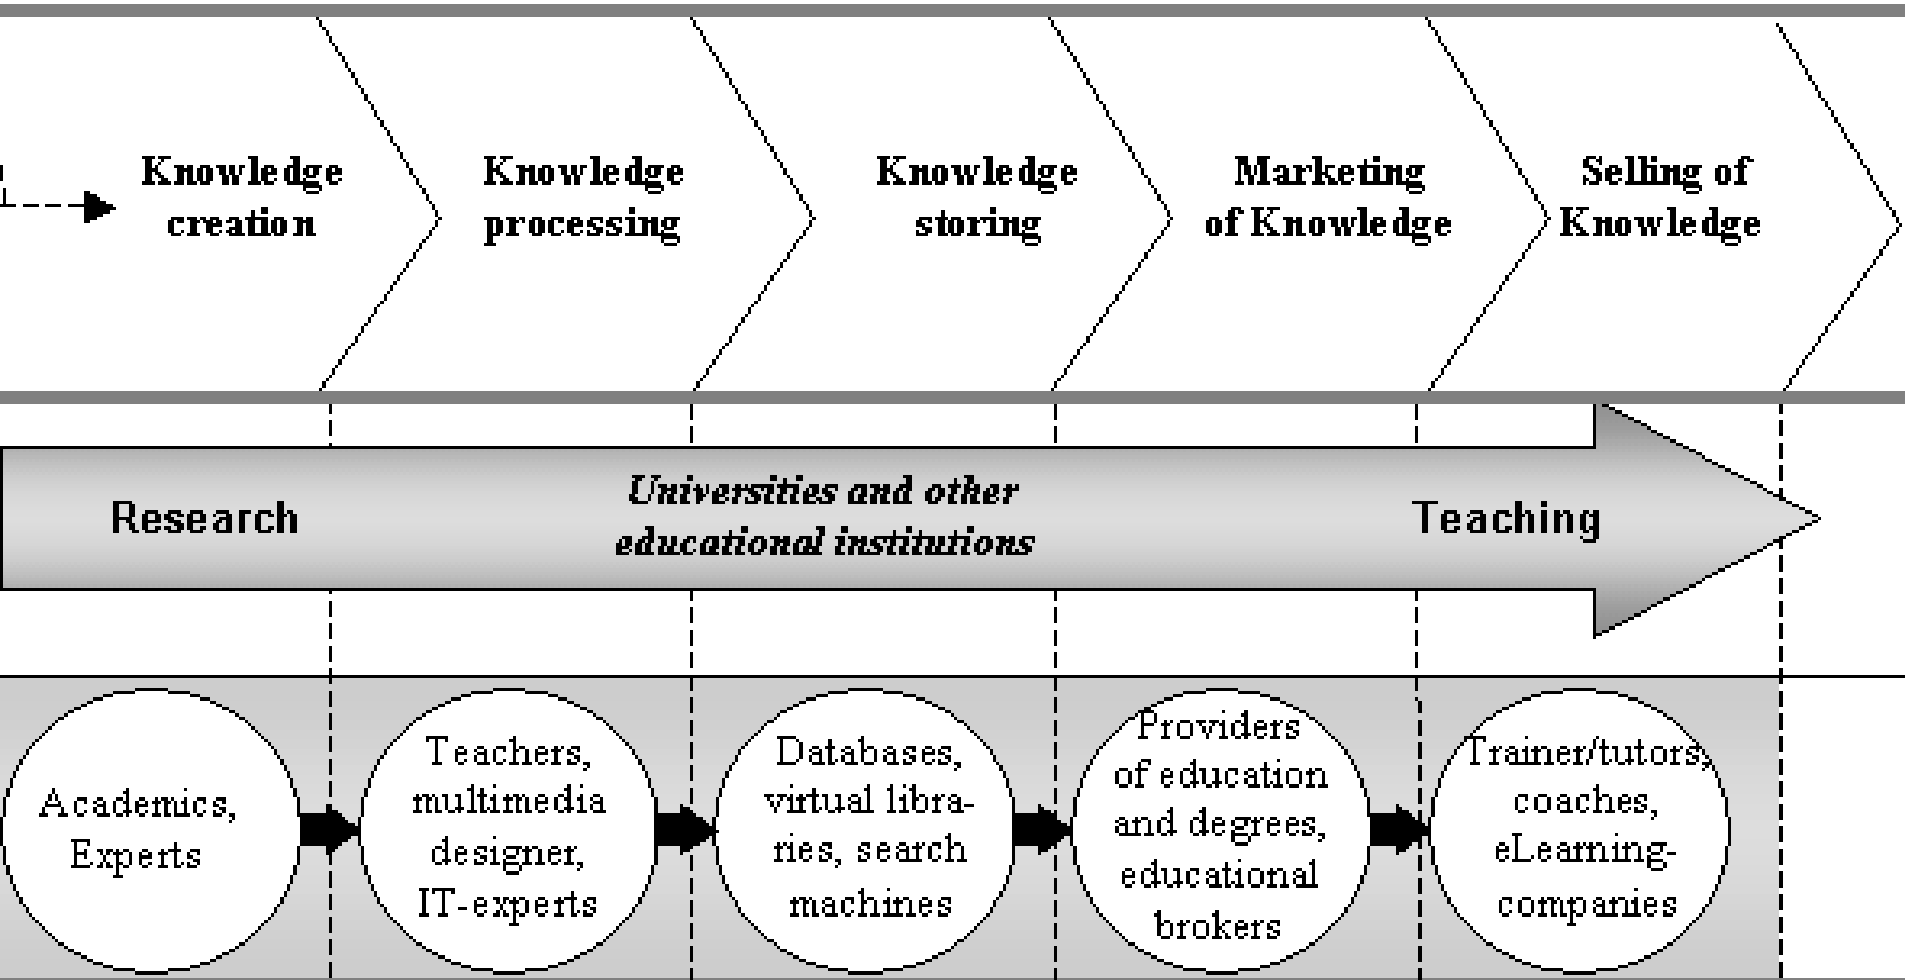 Knowledge
creation
Knowledge
processing
Knowledge
storing
Marketing
of Knowledge
Selling of
Knowledge
Research
Universities and other
educational institutions
Teaching
Academics,
Experts
Teachers,
multimedia
designer,
IT-experts
Databases,
virtual libra-
ries, search
machines
Providers
of education
and degrees,
educational
brokers
Trainer/tutors,
coaches,
eLearning-
companies